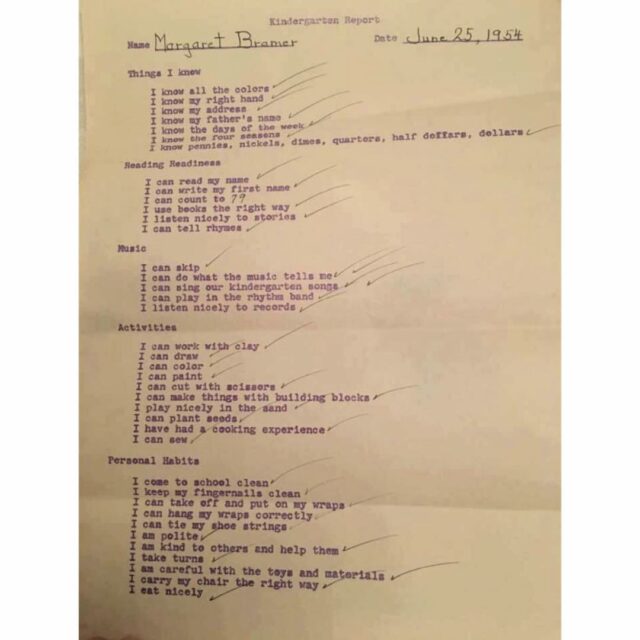 Kindergarten Report
Name Margaret Bramer Date June 25, 1954
Things I know
I know all the colors
I know my right hand
I know my address
I know my father's name
I know the days of the week
I know the four seasons
I know pennies, nickels, dimes, quarters, half dollars, dollars
Reading Readiness
I can read my name
I can write my first name
I can count to 79
I use books the right way
I listen nicely to stories
I can tell rhymes
Music
I can skip
I can do what the music tells me
I can sing our kindergarten songs
I can play in the rhythm band
I listen nicely to records
Activities
I can work with clay
I can draw
I can color
I can paint
I can cut with scissors
I can make things with building blocks
I play nicely in the sand
I can plant seeds
I have had a cooking experience
I can sew
Personal Habits
I come to school clean
I keep my fingernails clean
I can take off and put on my wraps
I can hang my wraps correctly
I can tie my shoe strings
I am polite
I am kind to others and help them
I take turns
I am careful with the toys and materials
I carry my chair the right way
I eat nicely